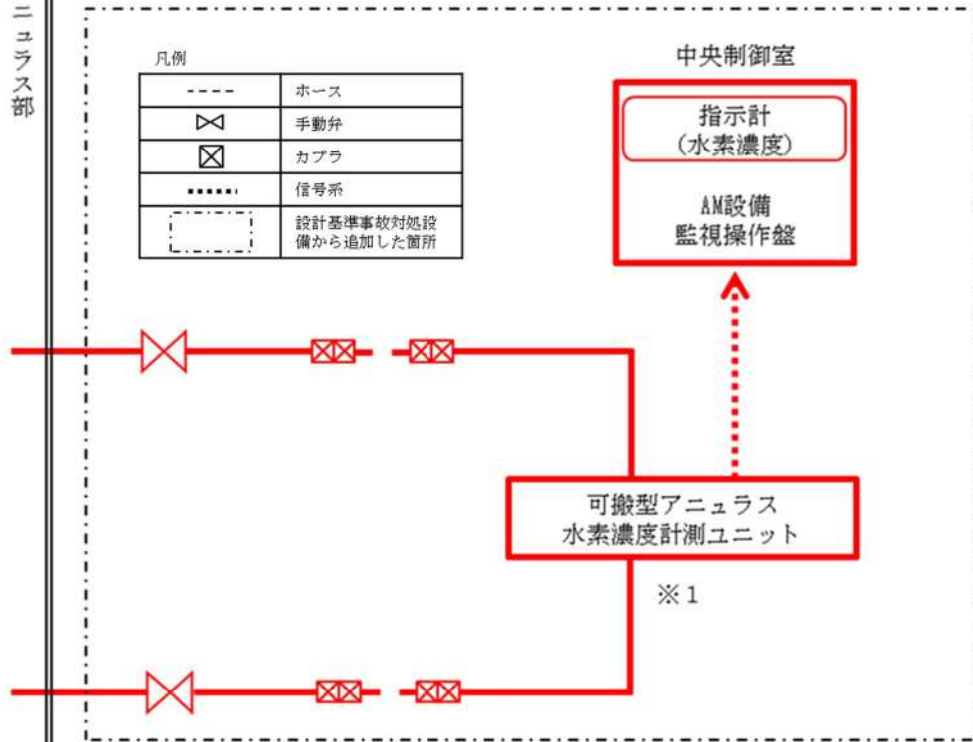 ニュラス部
凡例
ホース
手動弁
カプラ
信号系
設計基準事故対処設
備から追加した箇所
中央制御室
指示計
(水素濃度)
AM設備
監視操作盤
可搬型アニュラス
水素濃度計測ユニット
※1